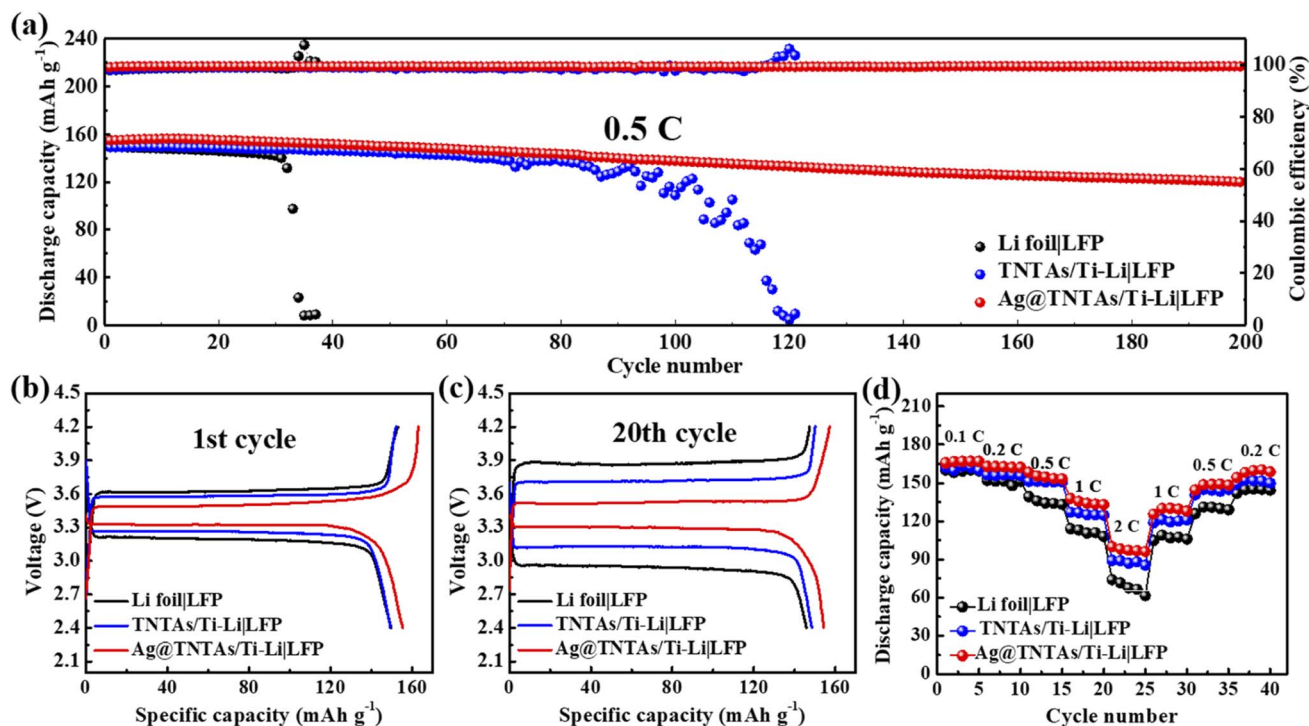 (a)
240
210
180
150
120
90
60
30
0
Discharge capacity (mAh g⁻¹)
0.5 C
Li foil|LFP
TNTAs/Ti-Li|LFP
Ag@TNTAs/Ti-Li|LFP
100
80
60
40
20
0
Coulombic efficiency (%)
0 20 40 60 80 100 120 140 160 180 200
Cycle number
(b)
4.5
4.2
3.9
3.6
3.3
3.0
2.7
2.4
2.1
Voltage (V)
1st cycle
Li foil|LFP
TNTAs/Ti-Li|LFP
Ag@TNTAs/Ti-Li|LFP
0 40 80 120 160
Specific capacity (mAh g⁻¹)
(c)
4.5
4.2
3.9
3.6
3.3
3.0
2.7
2.4
2.1
Voltage (V)
20th cycle
Li foil|LFP
TNTAs/Ti-Li|LFP
Ag@TNTAs/Ti-Li|LFP
0 40 80 120 160
Specific capacity (mAh g⁻¹)
(d)
210
180
150
120
90
60
30
0
Discharge capacity (mAh g⁻¹)
0.1 C
0.2 C
0.5 C
1 C
2 C
1 C
0.5 C
0.2 C
Li foil|LFP
TNTAs/Ti-Li|LFP
Ag@TNTAs/Ti-Li|LFP
0 5 10 15 20 25 30 35 40
Cycle number